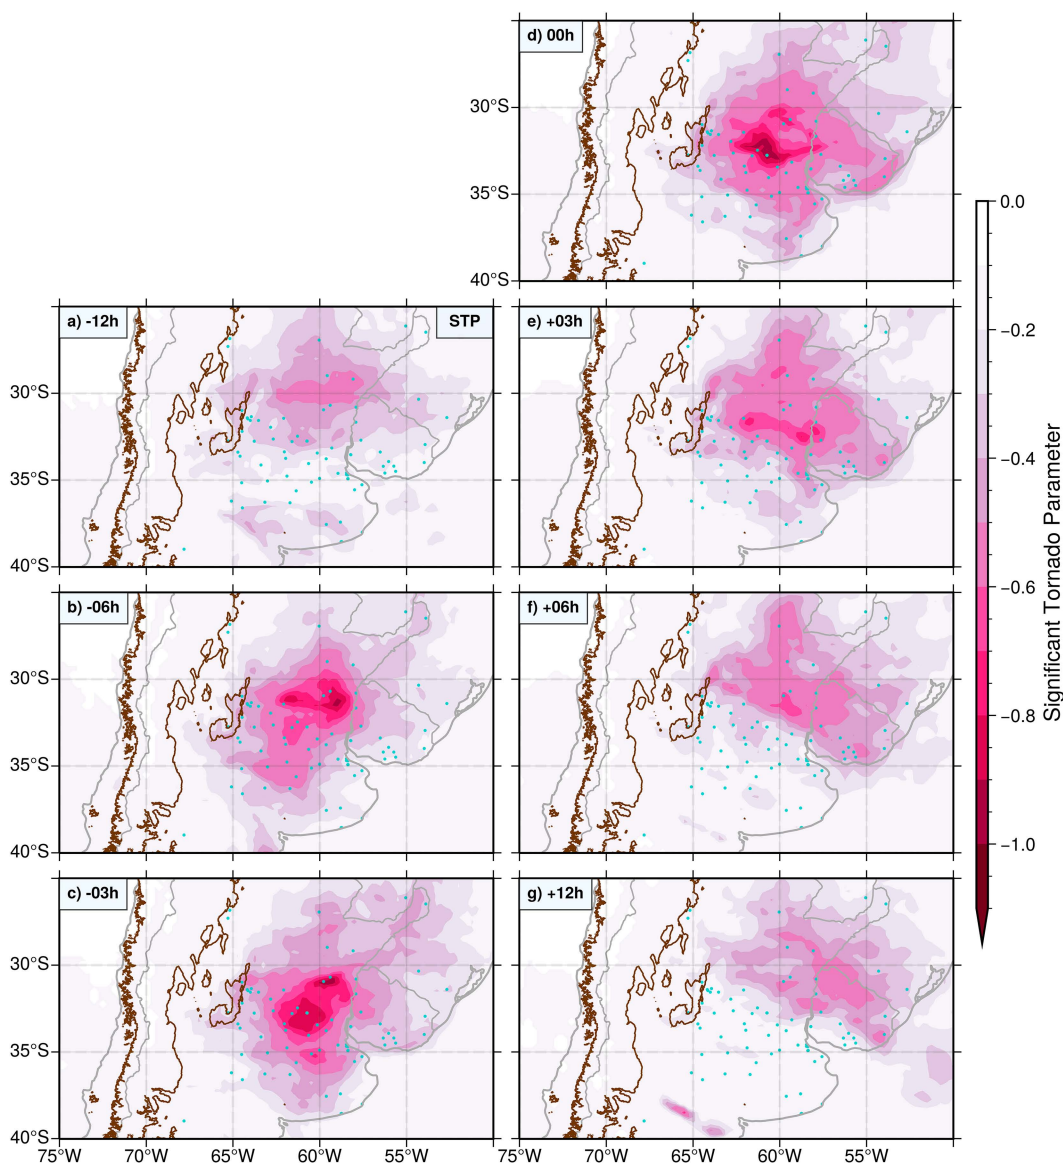 d) 00h
30°S
35°S
40°S
0.0
−0.2
−0.4
−0.6
−0.8
−1.0
Significant Tornado Parameter
a) -12h
STP
e) +03h
30°S
35°S
40°S
b) -06h
f) +06h
30°S
35°S
40°S
c) -03h
g) +12h
30°S
35°S
40°S
75°W 70°W 65°W 60°W 55°W 75°W 70°W 65°W 60°W 55°W